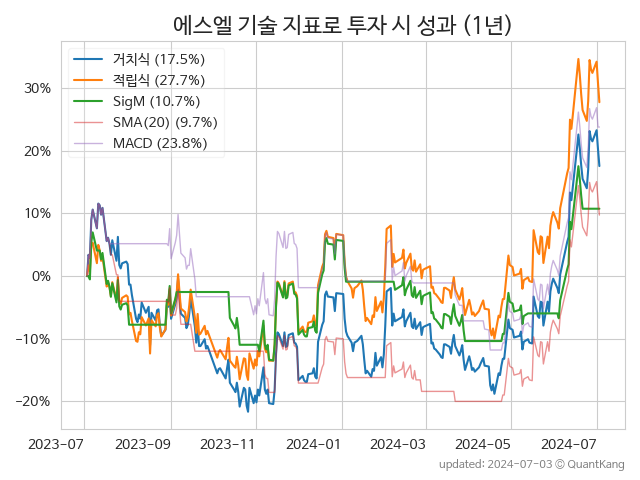 에스엘 기술 지표로 투자 시 성과 (1년)
거치식 (17.5%)
적립식 (27.7%)
SigM (10.7%)
SMA(20) (9.7%)
MACD (23.8%)
30%
20%
10%
0%
−10%
−20%
2023-07 2023-09 2023-11 2024-01 2024-03 2024-05 2024-07
updated: 2024-07-03 © QuantKang